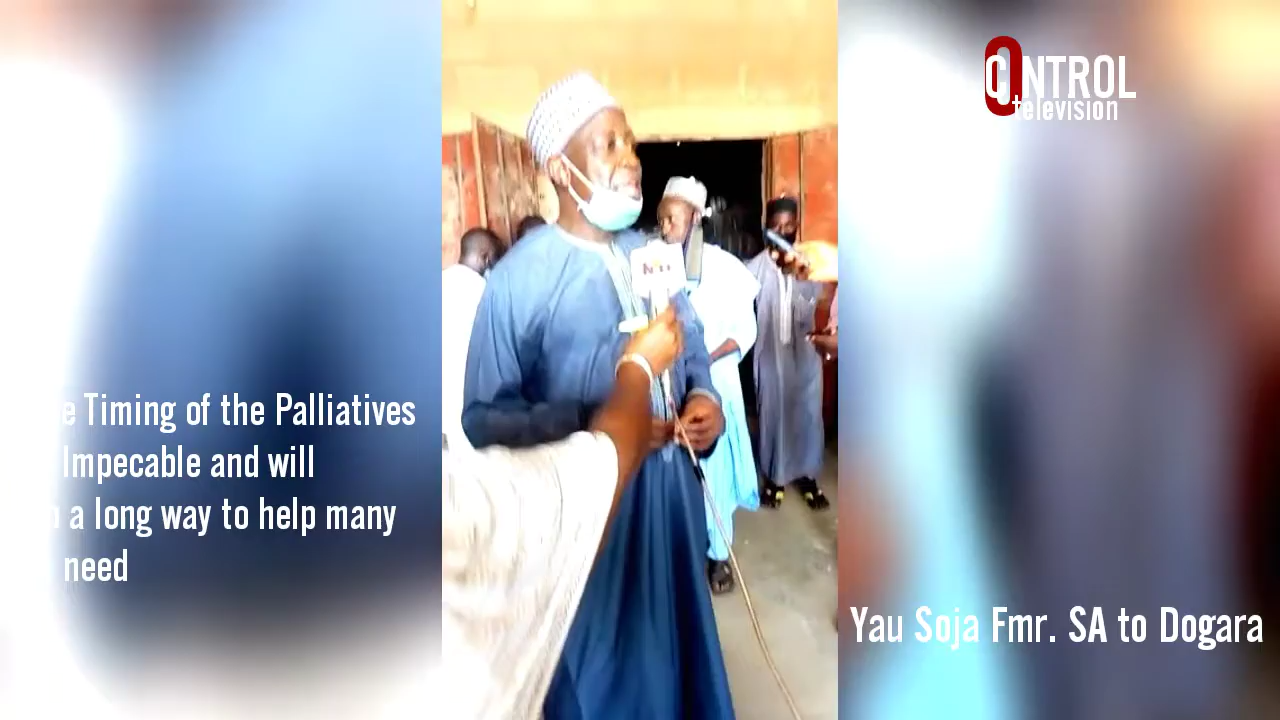 CONTROL
television
Timing of the Palliatives
Impecable and will
a long way to help many
need
Yau Soja Fmr. SA to Dogara